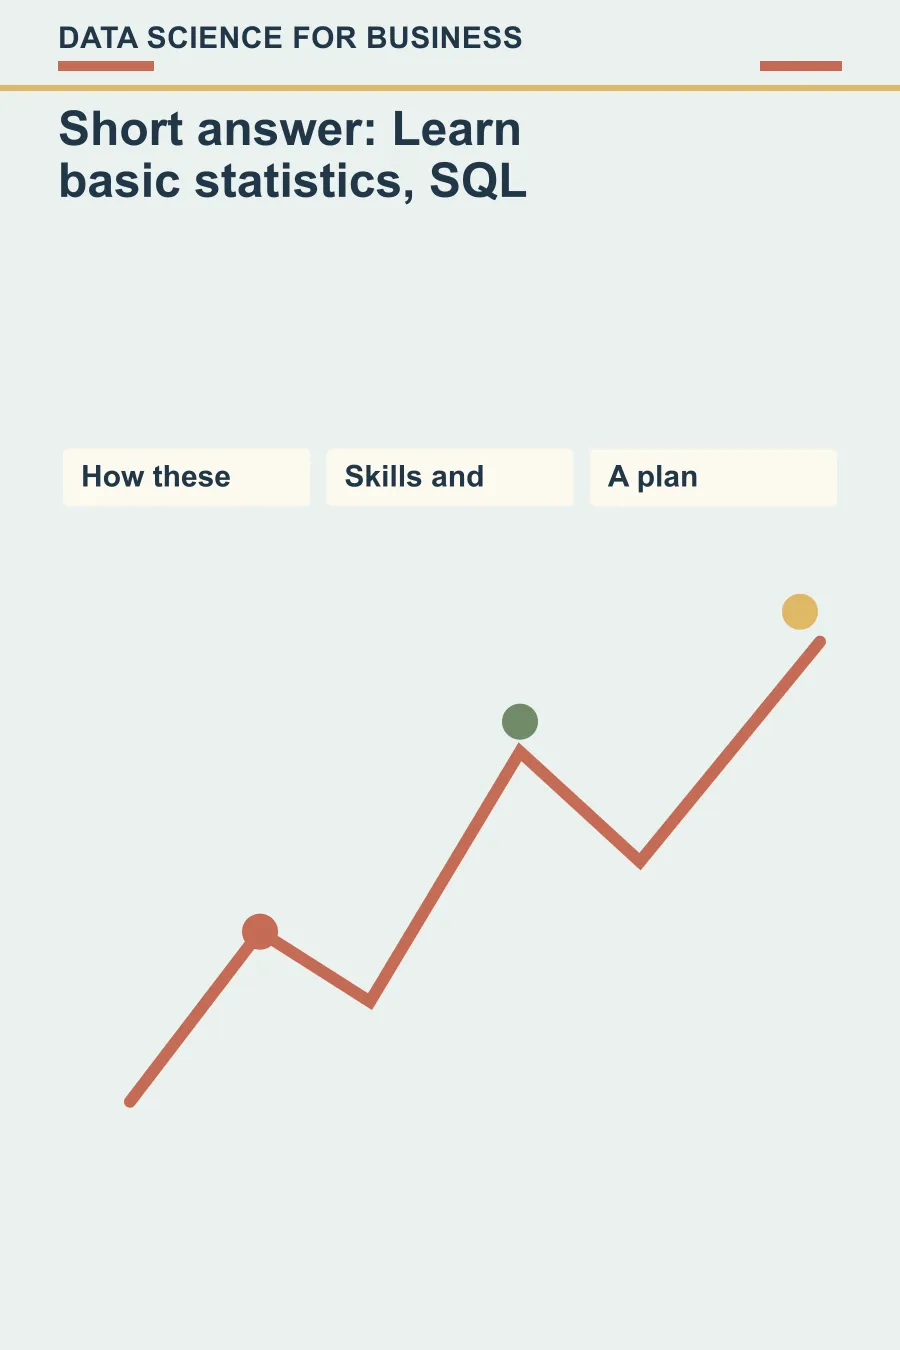 DATA SCIENCE FOR BUSINESS
Short answer: Learn
basic statistics, SQL
How these
Skills and
A plan